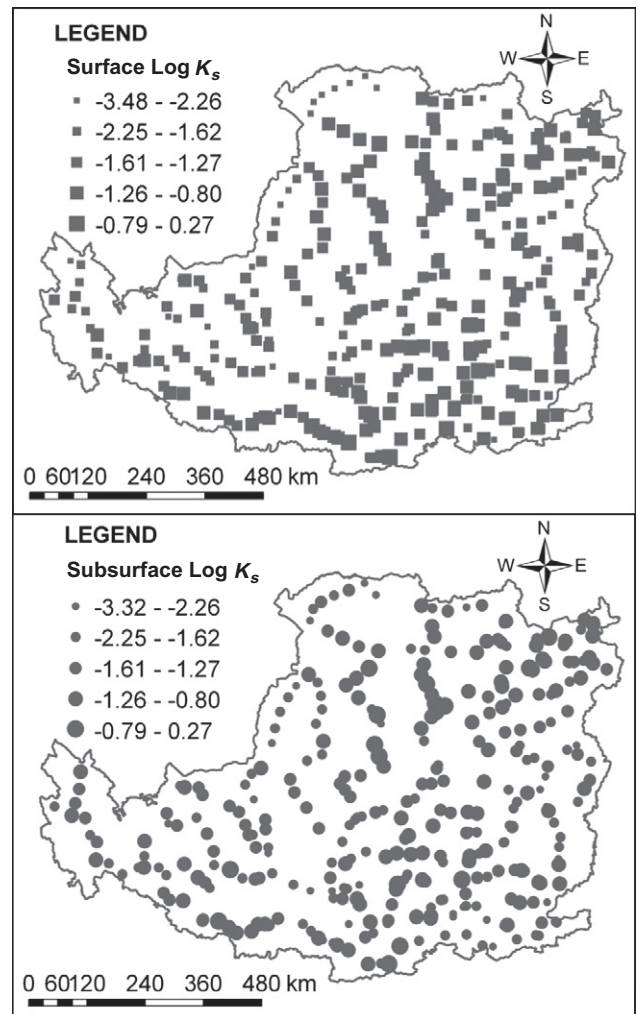 LEGEND
Surface Log Ks
-3.48 - -2.26
-2.25 - -1.62
-1.61 - -1.27
-1.26 - -0.80
-0.79 - 0.27
N
W E
S
0 60120 240 360 480 km
LEGEND
Subsurface Log Ks
-3.32 - -2.26
-2.25 - -1.62
-1.61 - -1.27
-1.26 - -0.80
-0.79 - 0.27
N
W E
S
0 60120 240 360 480 km